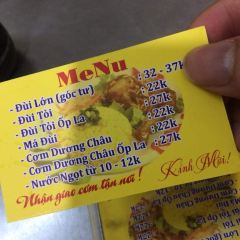 MeNu
- Đùi Lớn (góc tư) : 32 - 37k
- Đùi Tỏi : 22k
- Đùi Tỏi Ốp La : 27k
- Má Đùi : 22k
- Cơm Dương Châu : 22k
- Cơm Dương Châu Ốp La : 27k
- Nước Ngọt từ 10 - 12k
Kính Mời!
Nhận giao cơm tận nơi !